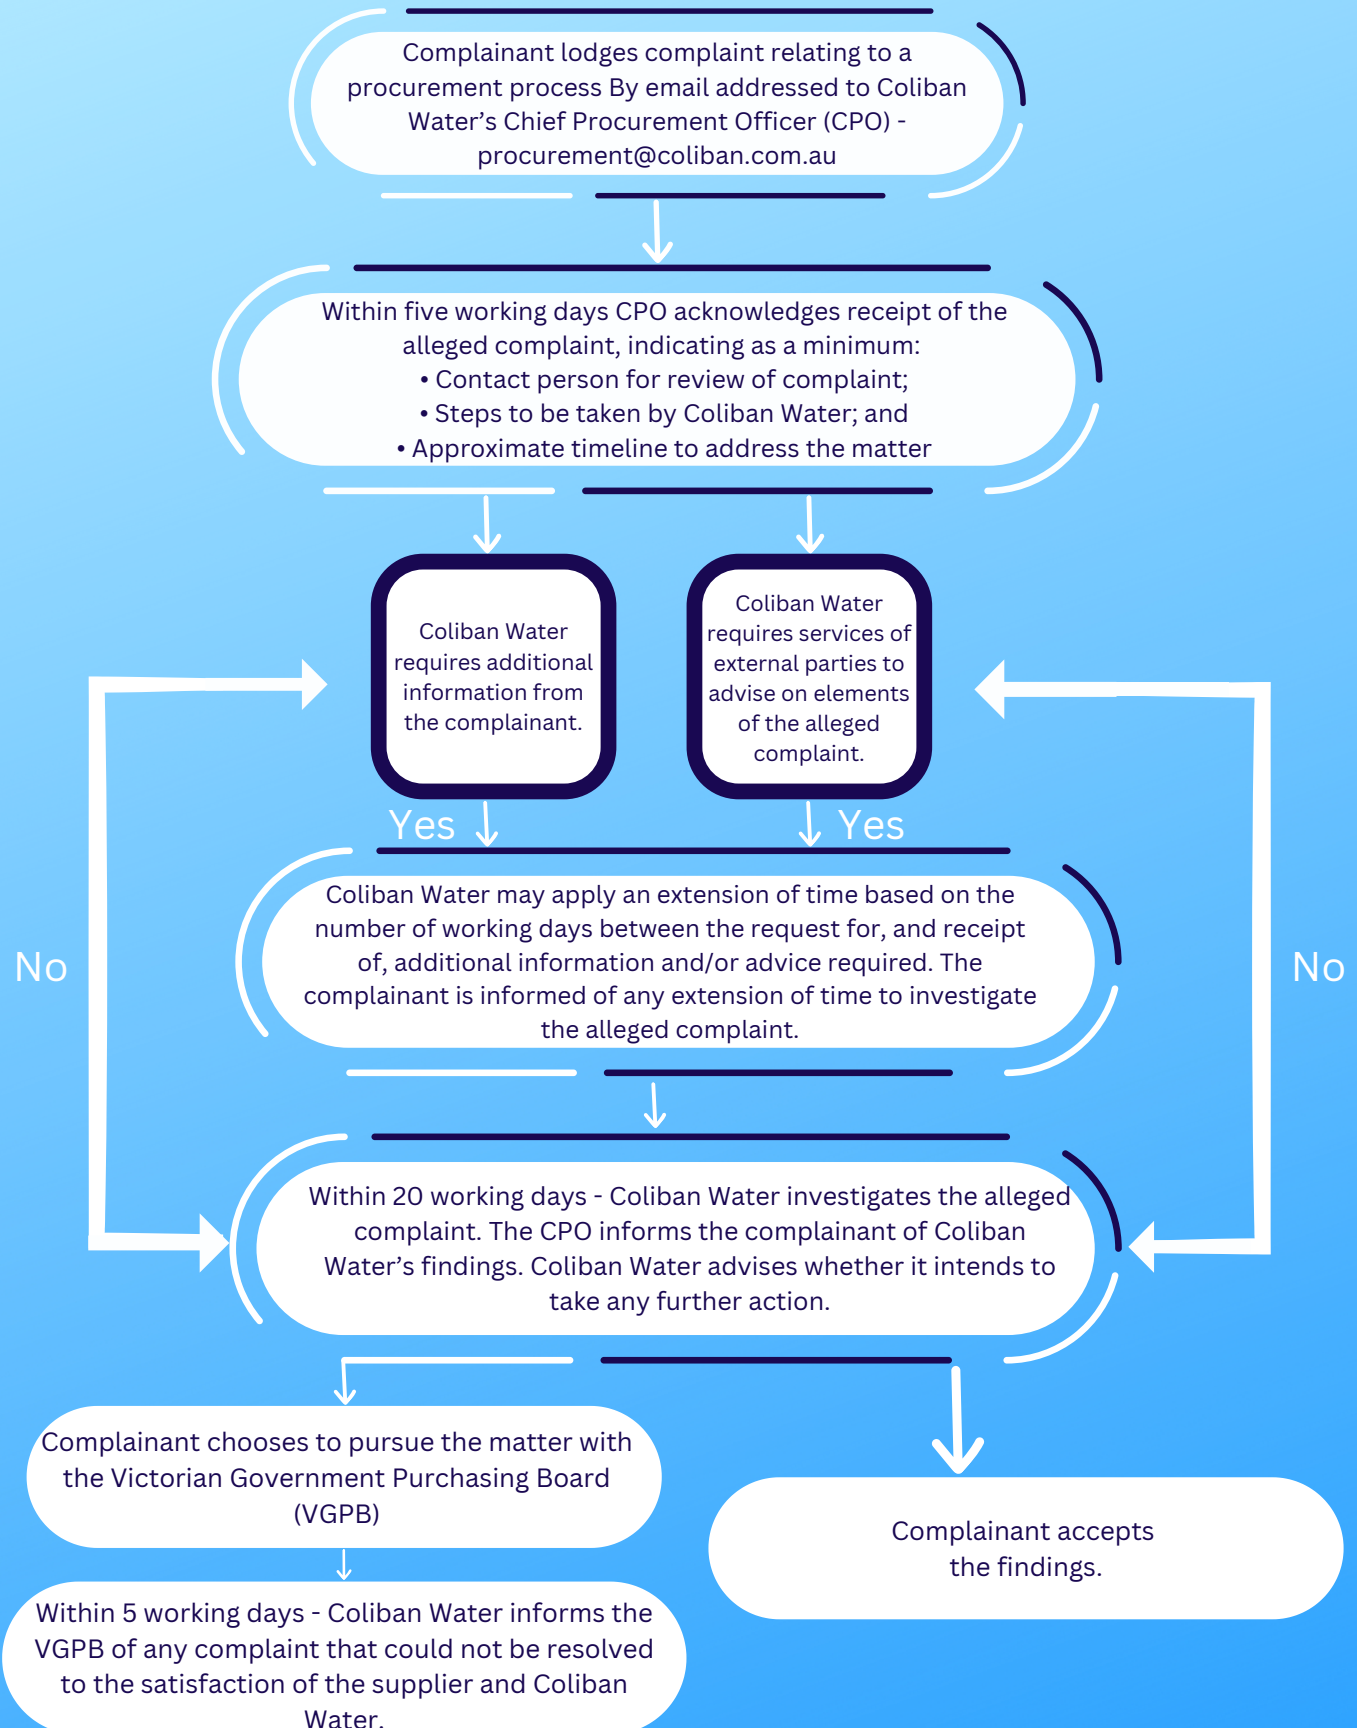 Complainant lodges complaint relating to a
procurement process By email addressed to Coliban
Water’s Chief Procurement Officer (CPO) -
procurement@coliban.com.au
Within five working days CPO acknowledges receipt of the
alleged complaint, indicating as a minimum:
• Contact person for review of complaint;
• Steps to be taken by Coliban Water; and
• Approximate timeline to address the matter
Coliban Water
requires additional
information from
the complainant.
Coliban Water
requires services of
external parties to
advise on elements
of the alleged
complaint.
Yes
Yes
Coliban Water may apply an extension of time based on the
number of working days between the request for, and receipt
of, additional information and/or advice required. The
complainant is informed of any extension of time to investigate
the alleged complaint.
No
No
Within 20 working days - Coliban Water investigates the alleged
complaint. The CPO informs the complainant of Coliban
Water’s findings. Coliban Water advises whether it intends to
take any further action.
Complainant chooses to pursue the matter with
the Victorian Government Purchasing Board
(VGPB)
Complainant accepts
the findings.
Within 5 working days - Coliban Water informs the
VGPB of any complaint that could not be resolved
to the satisfaction of the supplier and Coliban
Water.